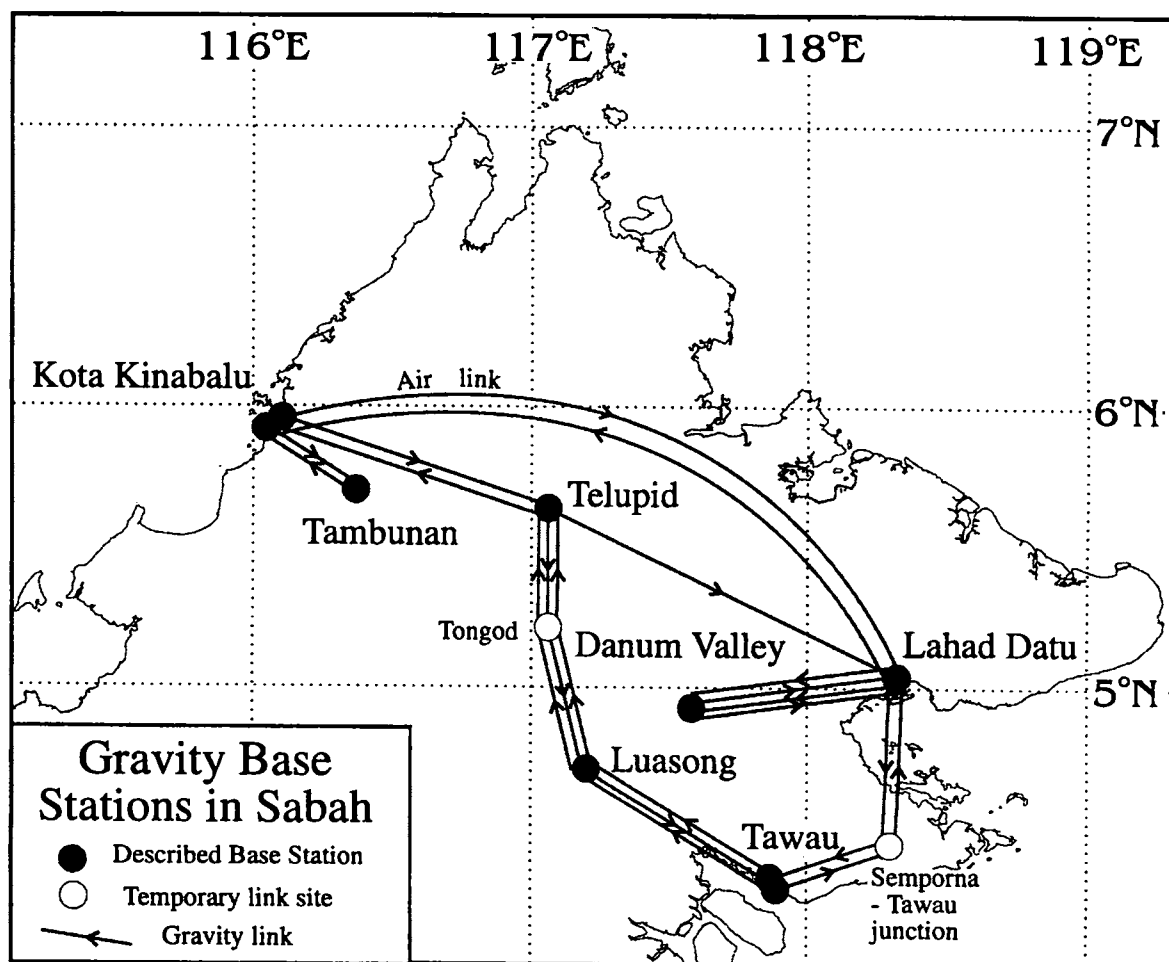 116°E 117°E 118°E 119°E
7°N
Kota Kinabalu
Air link
6°N
Telupid
Tambunan
Tongod
Danum Valley
Lahad Datu
5°N
Luasong
Tawau
Semporna
- Tawau
junction
Gravity Base
Stations in Sabah
Described Base Station
Temporary link site
Gravity link